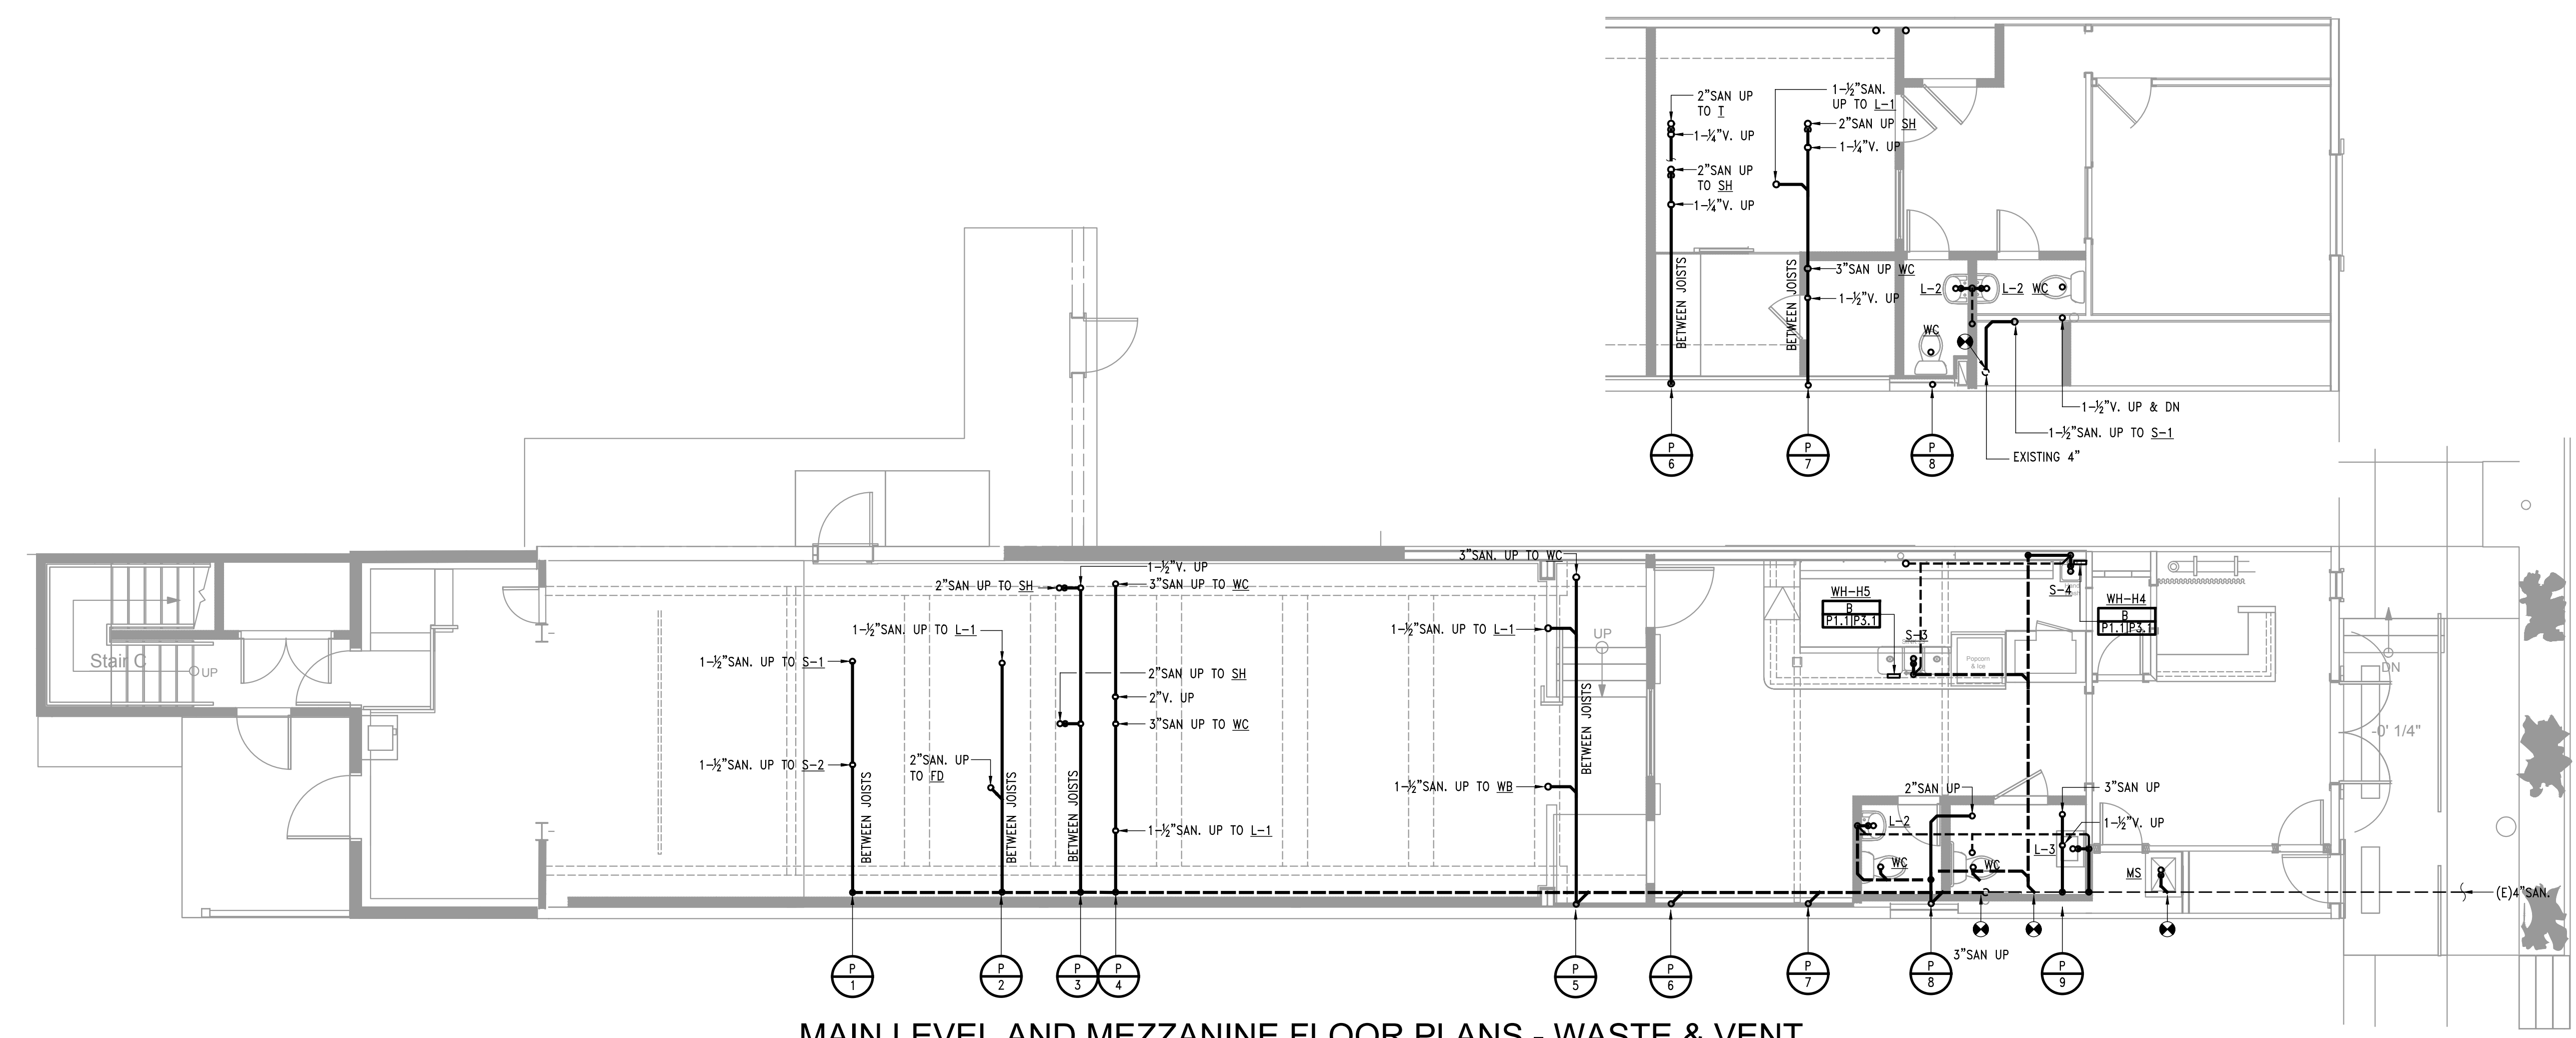 2"SAN UP
TO T
1-¼"V. UP
2"SAN UP
TO SH
1-¼"V. UP
BETWEEN JOISTS
1-½"SAN.
UP TO L-1
2"SAN UP SH
1-¼"V. UP
3"SAN UP WC
1-½"V. UP
BETWEEN JOISTS
L-2
L-2
WC
WC
1-½"V. UP & DN
1-½"SAN. UP TO S-1
EXISTING 4"
P
6
P
7
P
8
Stair C
UP
1-½"SAN. UP TO S-1
1-½"SAN. UP TO S-2
BETWEEN JOISTS
1-½"SAN. UP TO L-1
2"SAN. UP
TO FD
BETWEEN JOISTS
2"SAN UP TO SH
1-½"V. UP
3"SAN UP TO WC
2"SAN UP TO SH
2"V. UP
3"SAN UP TO WC
1-½"SAN. UP TO L-1
BETWEEN JOISTS
3"SAN. UP TO WC
1-½"SAN. UP TO L-1
1-½"SAN. UP TO WB
BETWEEN JOISTS
UP
WH-H5
B
P1.1 P3.1
S-3
Popcorn
& Ice
S-4
WH-H4
B
P1.1 P3.1
DN
-0' 1/4"
2"SAN UP
3"SAN UP
1-½"V. UP
L-2
WC
WC
L-3
MS
(E)4"SAN.
3"SAN UP
P
1
P
2
P
3
P
4
P
5
P
6
P
7
P
8
P
9
MAIN LEVEL AND MEZZANINE FLOOR PLANS - WASTE & VENT